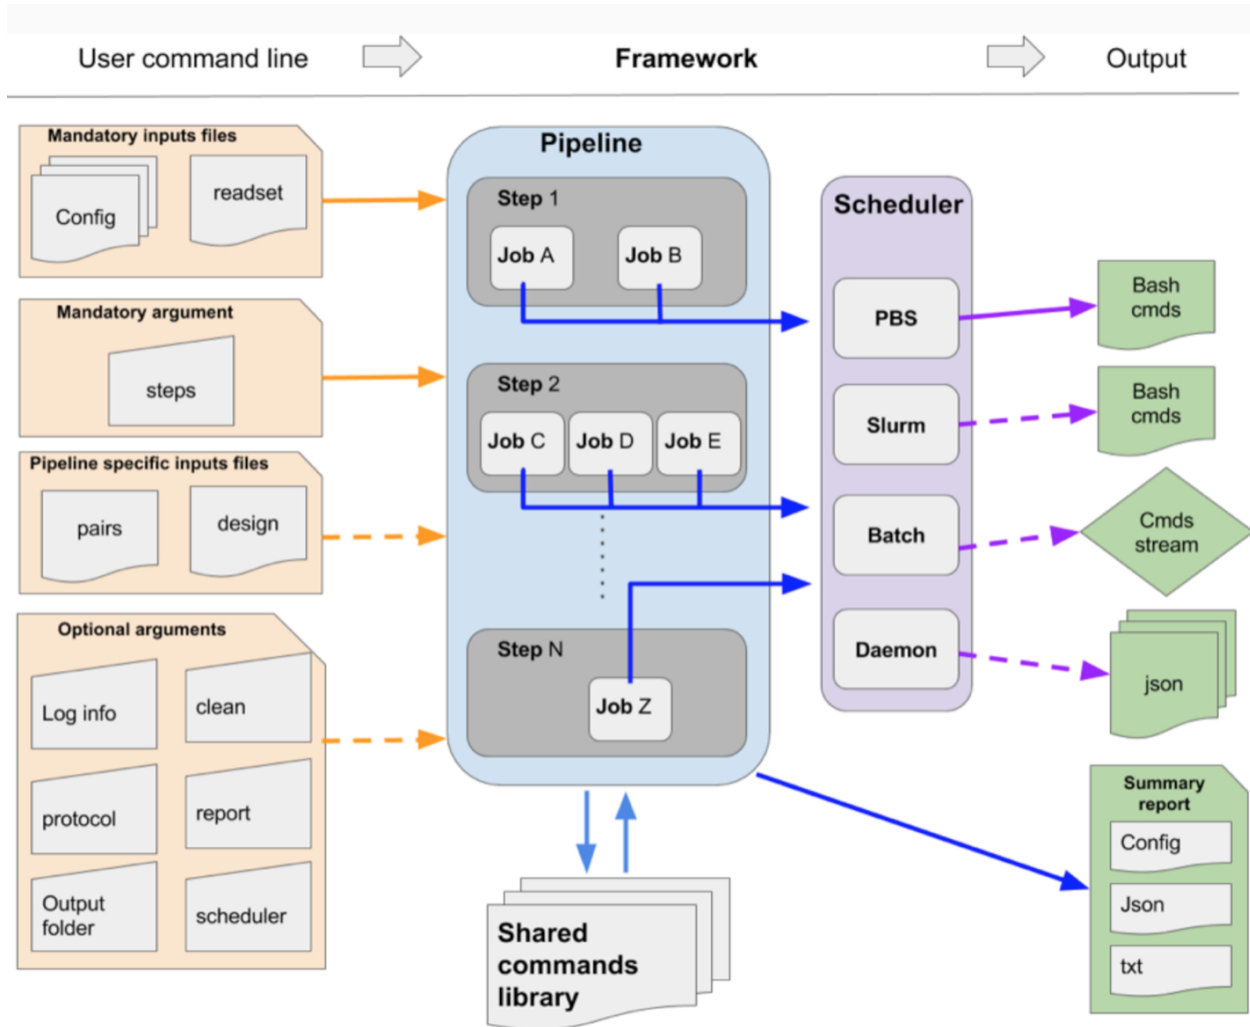 User command line
Framework
Output
Mandatory inputs files
Config
readset
Mandatory argument
steps
Pipeline specific inputs files
pairs
design
Optional arguments
Log info
clean
protocol
report
Output
folder
scheduler
Pipeline
Step 1
Job A
Job B
Step 2
Job C
Job D
Job E
Step N
Job Z
Shared
commands
library
Scheduler
PBS
Slurm
Batch
Daemon
Bash
cmds
Bash
cmds
Cmds
stream
json
Summary
report
Config
Json
txt